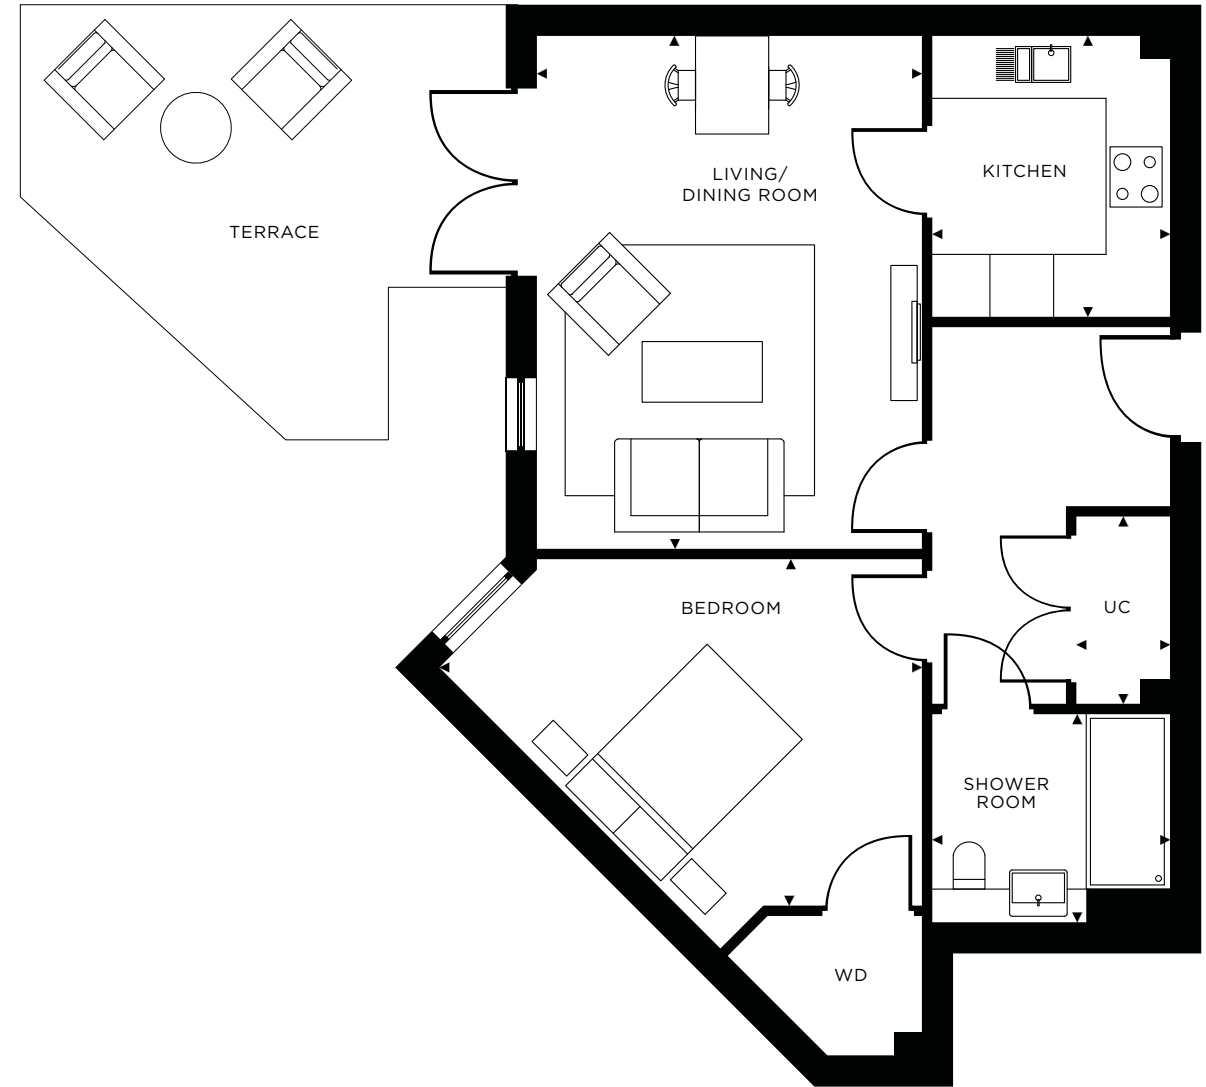 LIVING/
DINING ROOM
KITCHEN
TERRACE
BEDROOM
UC
SHOWER
ROOM
WD